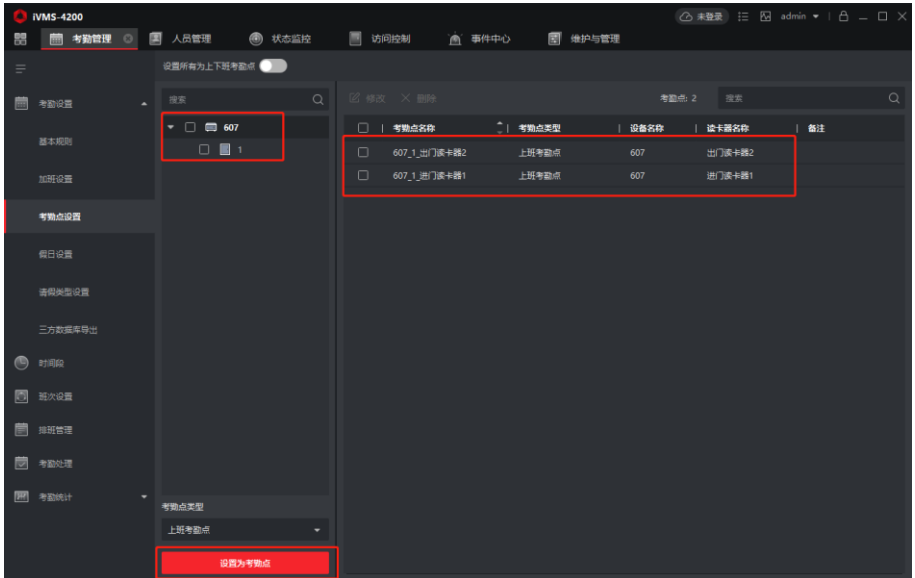 iVMS-4200
未登录
admin
考勤管理
人员管理
状态监控
访问控制
事件中心
维护与管理
设置所有为上下班考勤点
考勤设置
基本规则
加班设置
考勤点设置
假日设置
请假类型设置
三方数据库导出
时间段
班次设置
排班管理
考勤处理
考勤统计
搜索
607
1
考勤点类型
上班考勤点
设置为考勤点
修改
删除
考勤点: 2
搜索
考勤点名称 考勤点类型 设备名称 读卡器名称 备注
607_1_出门读卡器2 上班考勤点 607 出门读卡器2
607_1_进门读卡器1 上班考勤点 607 进门读卡器1